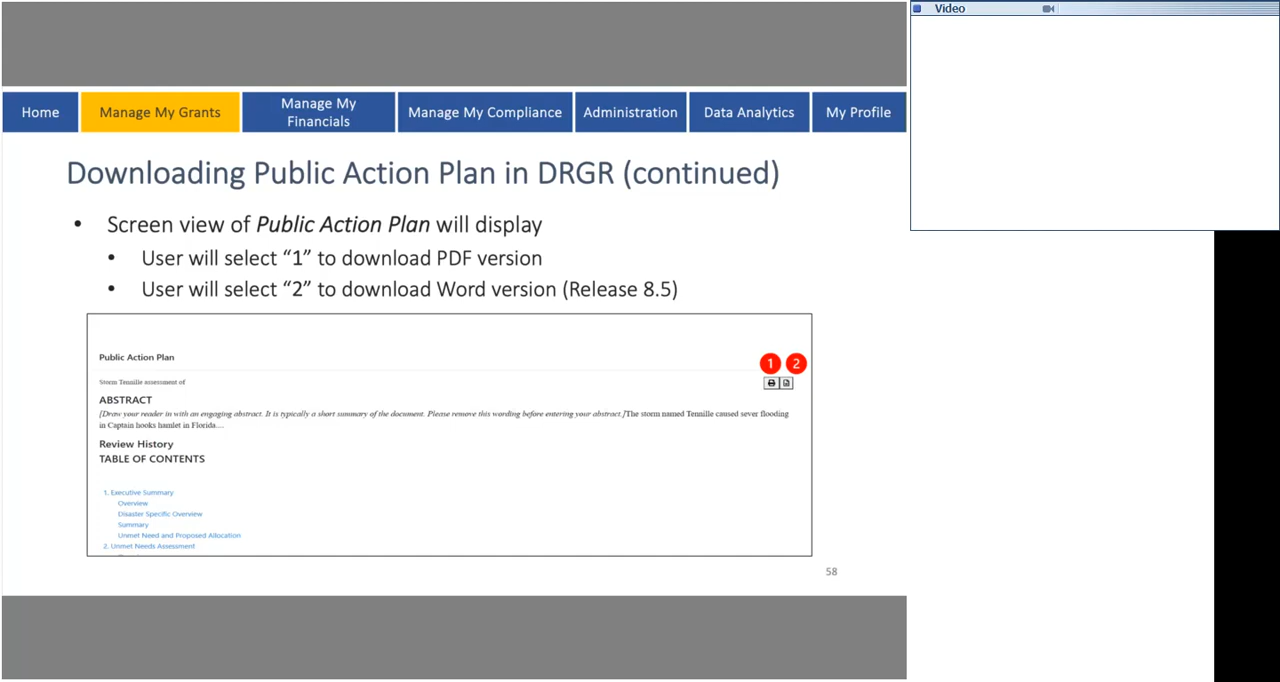 Video
Home
Manage My Grants
Manage My
Financials
Manage My Compliance
Administration
Data Analytics
My Profile
Downloading Public Action Plan in DRGR (continued)
• Screen view of Public Action Plan will display
• User will select “1” to download PDF version
• User will select “2” to download Word version (Release 8.5)
Public Action Plan
1 2
Storm Tennille assessment of
ABSTRACT
[Draw your reader in with an engaging abstract. It is typically a short summary of the document. Please remove this wording before entering your abstract.]The storm named Tennille caused sever flooding
in Captain hooks hamlet in Florida....
Review History
TABLE OF CONTENTS
1. Executive Summary
Overview
Disaster Specific Overview
Summary
Unmet Need and Proposed Allocation
2. Unmet Needs Assessment
58